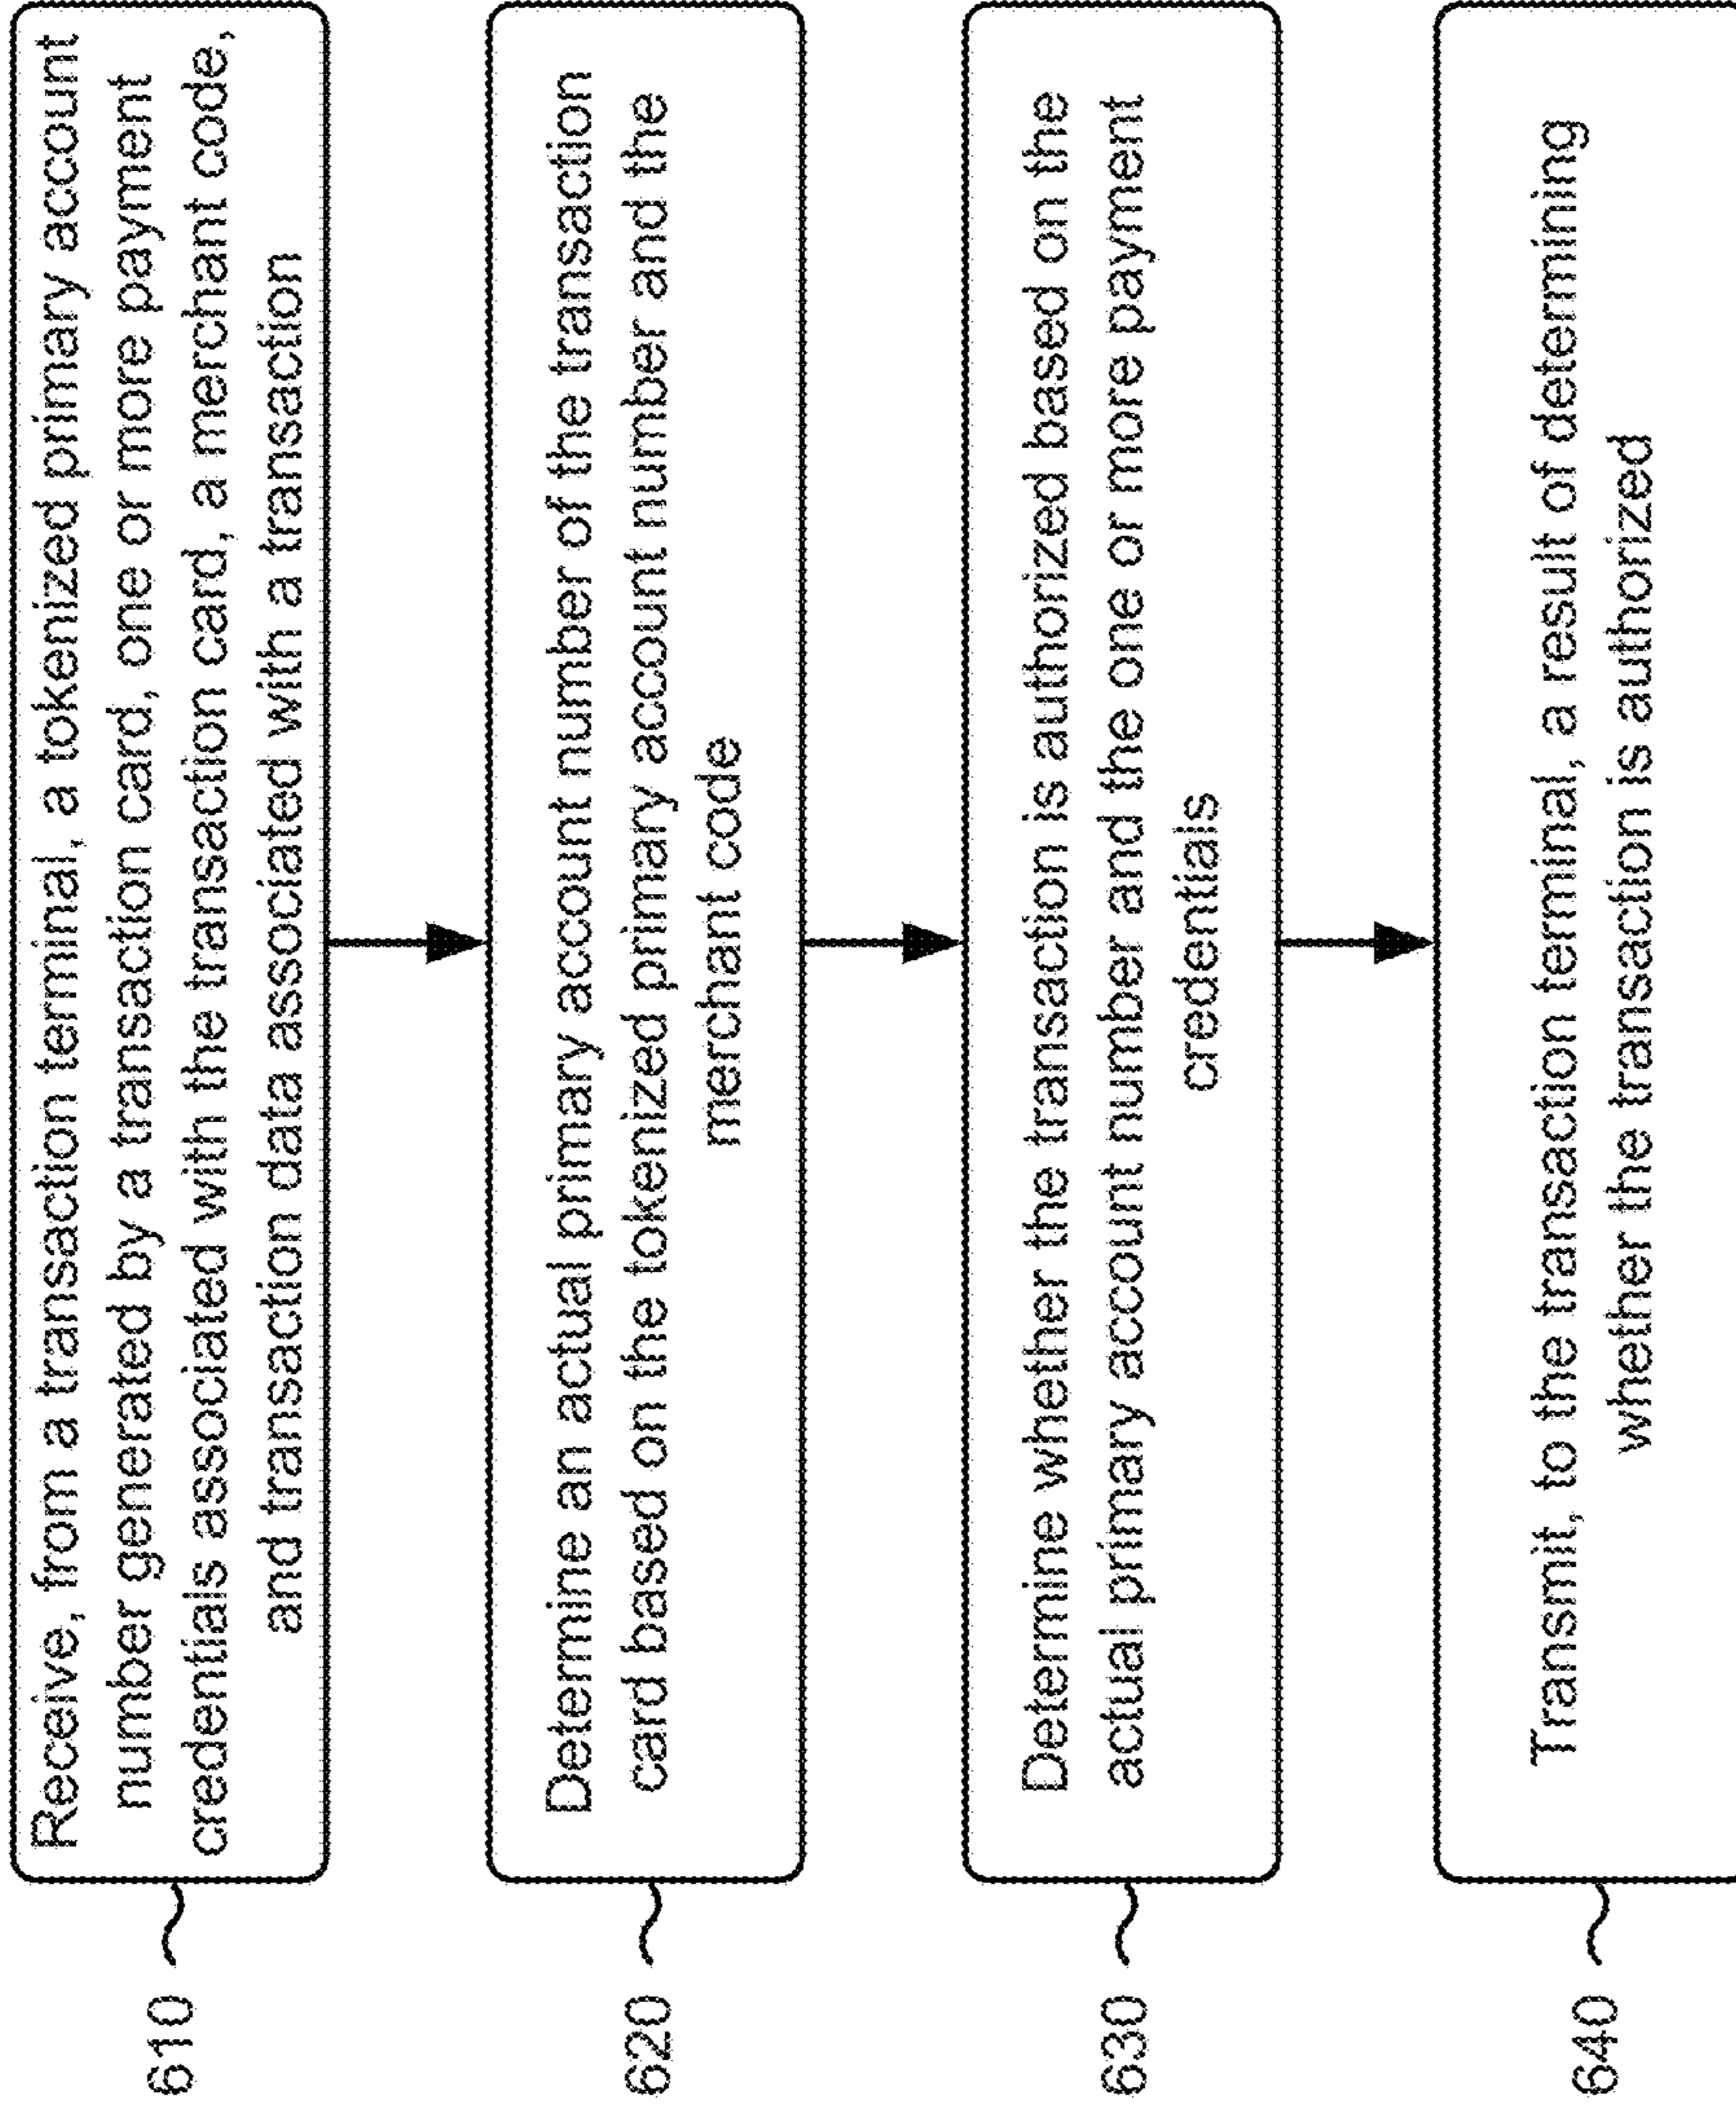 610
Receive, from a transaction terminal, a tokenized primary account
number generated by a transaction card, one or more payment
credentials associated with the transaction card, a merchant code,
and transaction data associated with a transaction
620
Determine an actual primary account number of the transaction
card based on the tokenized primary account number and the
merchant code
630
Determine whether the transaction is authorized based on the
actual primary account number and the one or more payment
credentials
640
Transmit, to the transaction terminal, a result of determining
whether the transaction is authorized